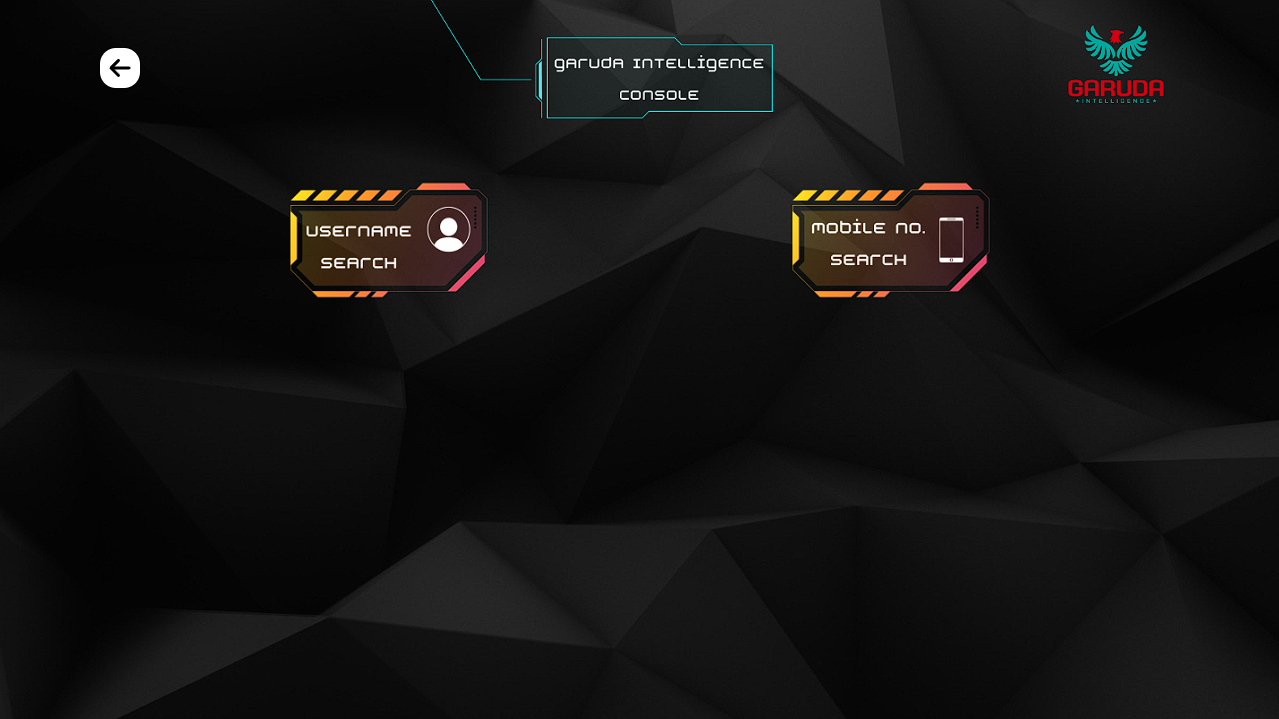 Garuda Intelligence
Console
GARUDA
INTELLIGENCE
Username
Search
Mobile No.
Search